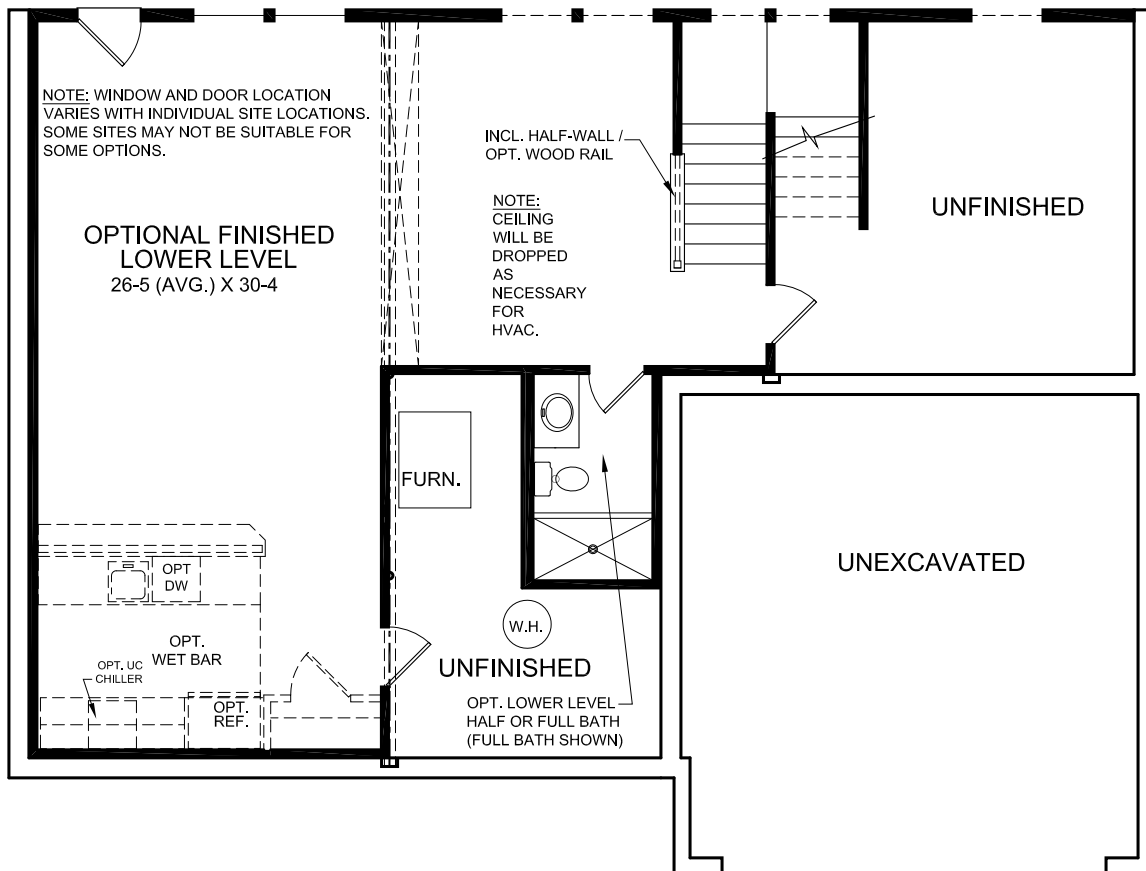 NOTE: WINDOW AND DOOR LOCATION
VARIES WITH INDIVIDUAL SITE LOCATIONS.
SOME SITES MAY NOT BE SUITABLE FOR
SOME OPTIONS.
INCL. HALF-WALL /
OPT. WOOD RAIL
NOTE:
CEILING
WILL BE
DROPPED
AS
NECESSARY
FOR
HVAC.
UNFINISHED
OPTIONAL FINISHED
LOWER LEVEL
26-5 (AVG.) X 30-4
FURN.
UNEXCAVATED
OPT
DW
OPT.
WET BAR
OPT. UC
CHILLER
OPT.
REF.
W.H.
UNFINISHED
OPT. LOWER LEVEL
HALF OR FULL BATH
(FULL BATH SHOWN)